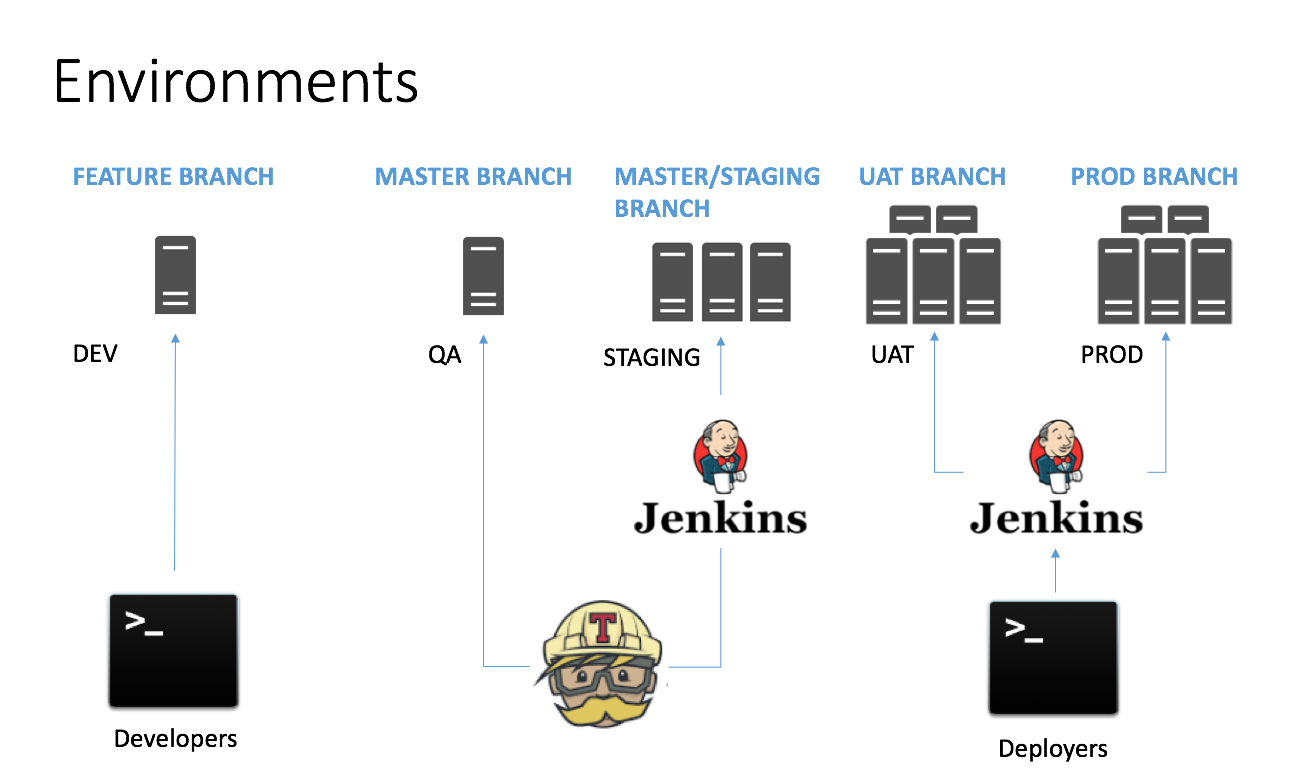 Environments
FEATURE BRANCH
MASTER BRANCH
MASTER/STAGING
BRANCH
UAT BRANCH
PROD BRANCH
DEV
QA
STAGING
UAT
PROD
Jenkins
Jenkins
>_
T
>_
Developers
Deployers